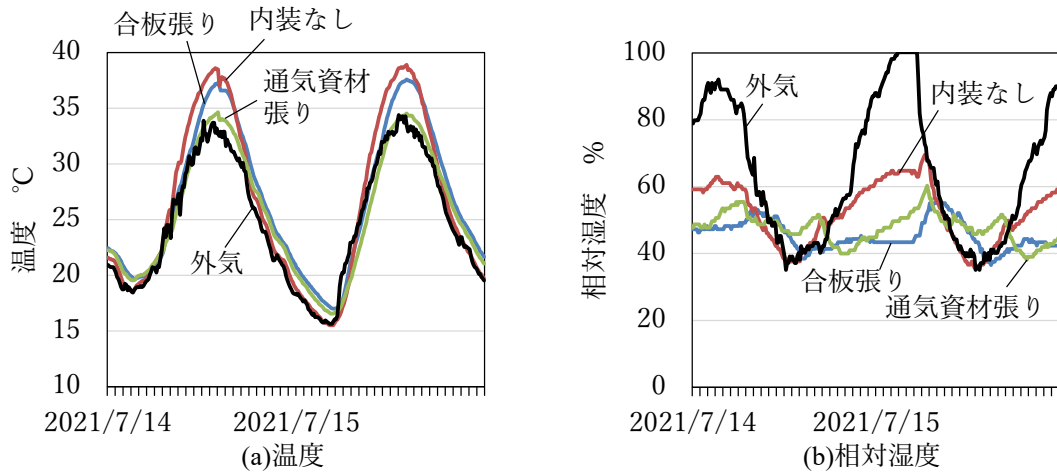 合板張り
内装なし
通気資材
張り
外気
温度 ℃
40
35
30
25
20
15
10
2021/7/14
2021/7/15
(a)温度
相対湿度 %
100
80
60
40
20
0
外気
内装なし
合板張り
通気資材張り
2021/7/14
2021/7/15
(b)相対湿度